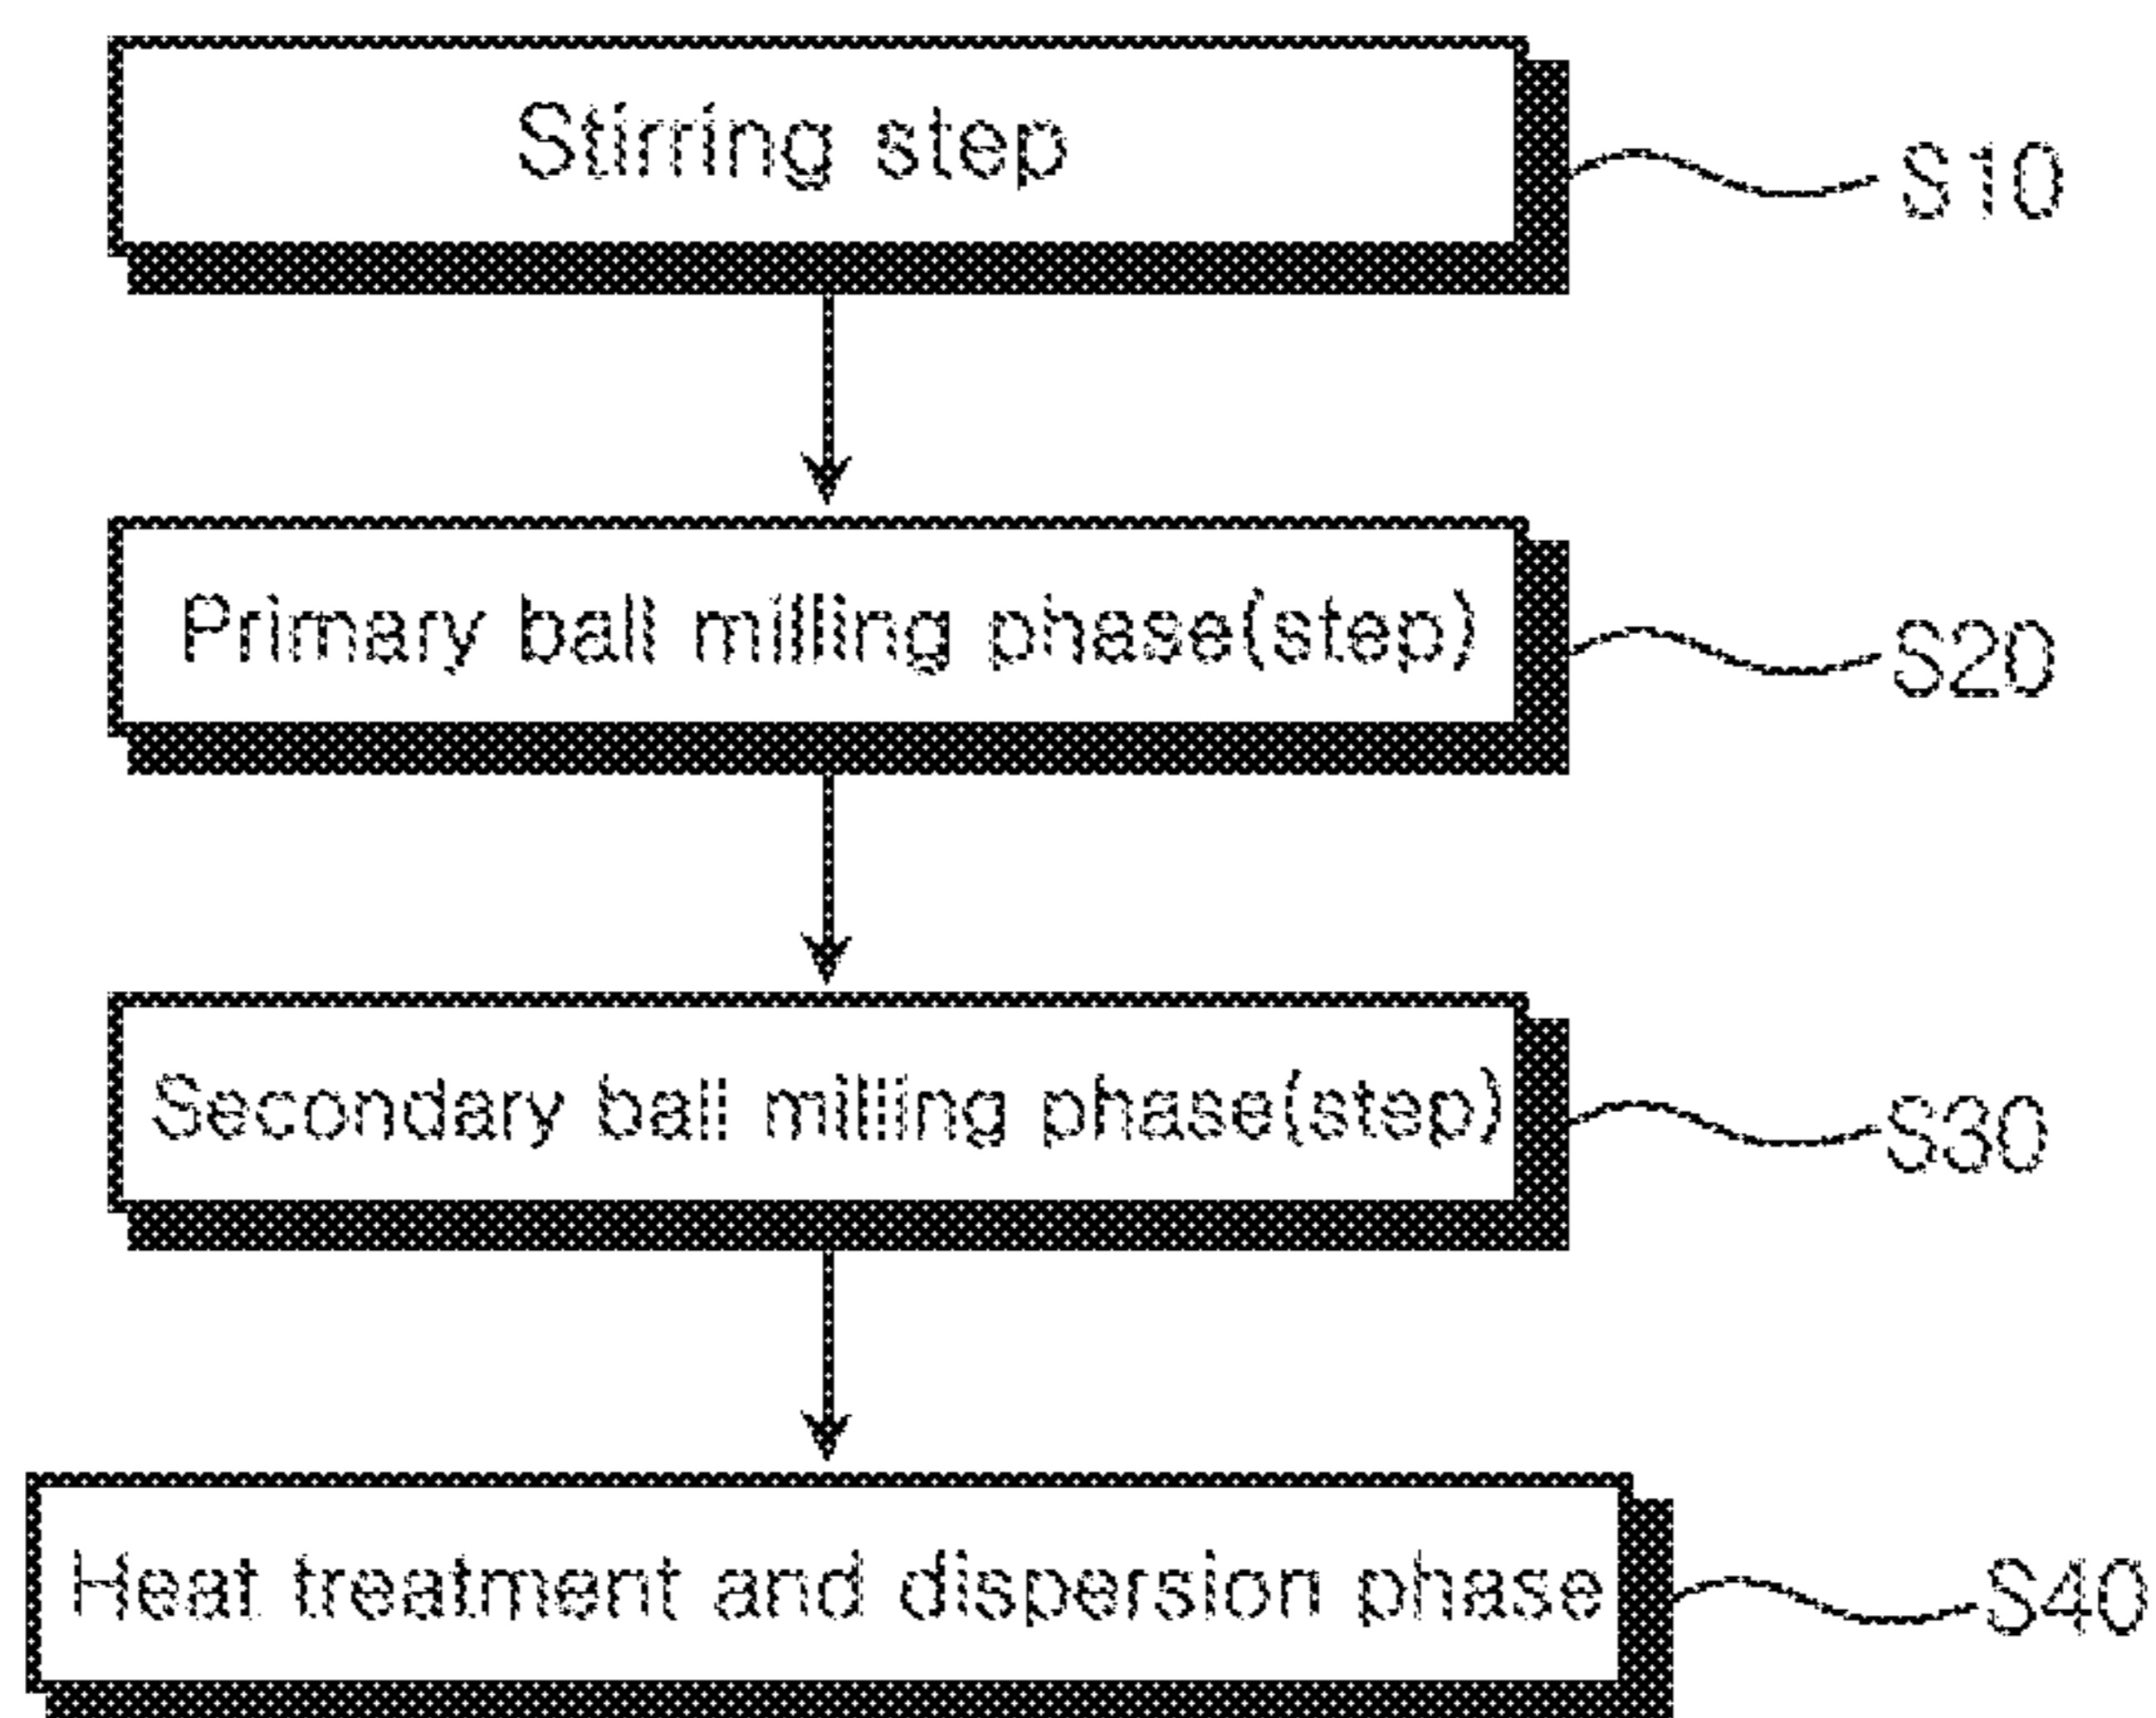 Stirring step
S10
Primary ball milling phase(step)
S20
Secondary ball milling phase(step)
S30
Heat treatment and dispersion phase
S40